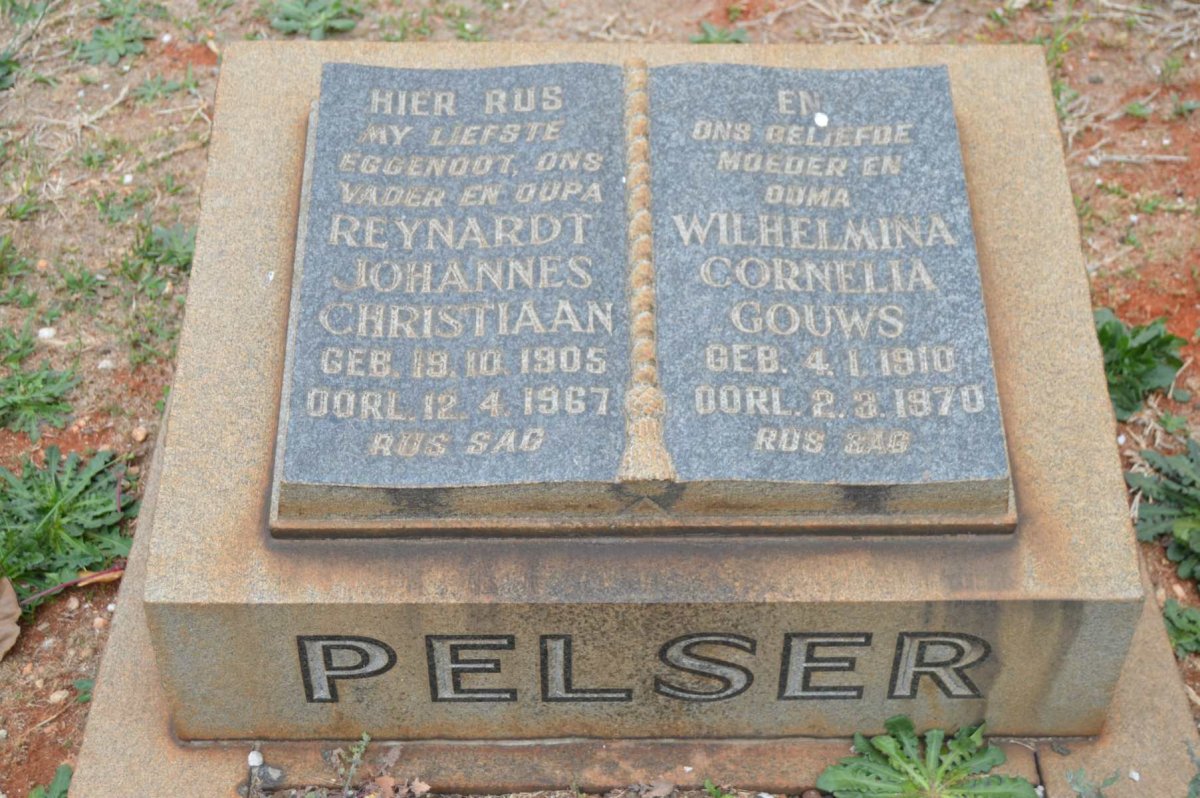 HIER RUS
MY LIEFSTE
EGGENOOT, ONS
VADER EN OUPA
REYNARDT
JOHANNES
CHRISTIAAN
GEB. 19. 10. 1905
OORL. 12. 4. 1967
RUS SAG
EN
ONS GELIEFDE
MOEDER EN
OUMA
WILHELMINA
CORNELIA
GOUWS
GEB. 4. 1. 1910
OORL. 2. 3. 1970
RUS SAG
PELSER